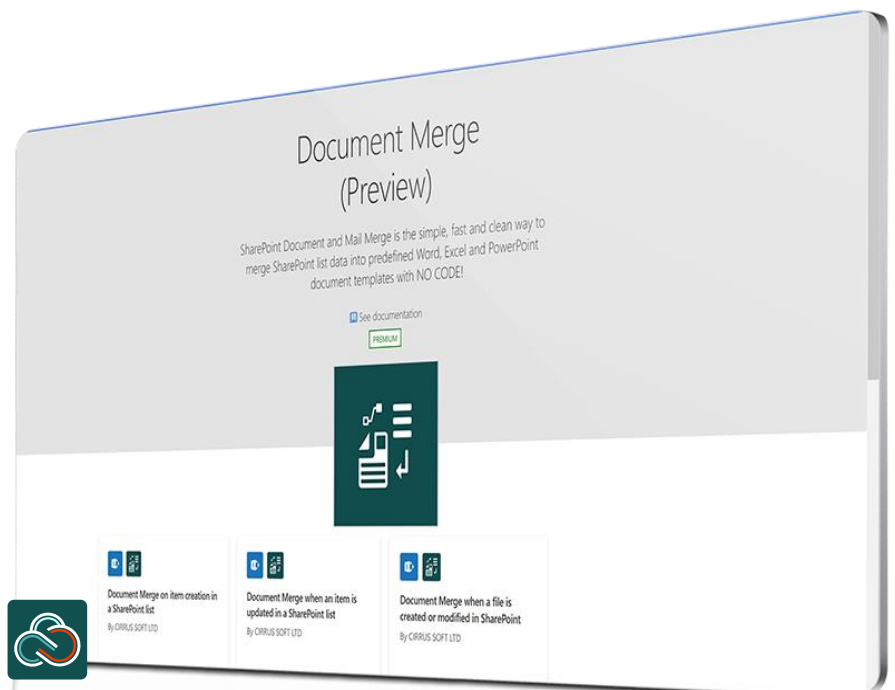 Document Merge
(Preview)
SharePoint Document and Mail Merge is the simple, fast and clean way to
merge SharePoint list data into predefined Word, Excel and PowerPoint
document templates with NO CODE!
See documentation
PREMIUM
Document Merge on item creation in
a SharePoint list
By CIRRUS SOFT LTD
Document Merge when an item is
updated in a SharePoint list
By CIRRUS SOFT LTD
Document Merge when a file is
created or modified in SharePoint
By CIRRUS SOFT LTD